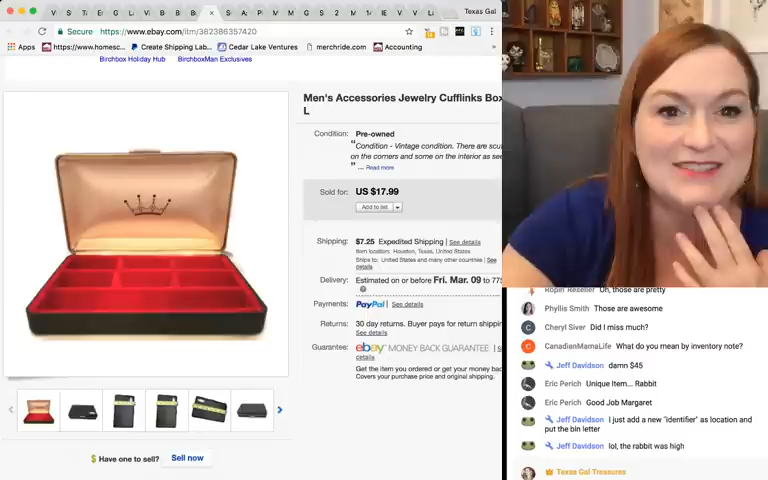 Texas Gal
Secure https://www.ebay.com/itm/382386357420
Apps https://www.homesc... Create Shipping Lab... Cedar Lake Ventures merchride.com Accounting »
Birchbox Holiday Hub BirchboxMan Exclusives
Men's Accessories Jewelry Cufflinks Box
L
Condition: Pre-owned
"Condition - Vintage condition. There are scu
on the corners and some on the interior as see
" ... Read more
Sold for: US $17.99
Add to list
Shipping: $7.25 Expedited Shipping | See details
Item location: Houston, Texas, United States
Ships to: United States and many other countries | See
details
Delivery: Estimated on or before Fri. Mar. 09 to 775
Payments: PayPal | See details
Returns: 30 day returns. Buyer pays for return shippin
See details
Guarantee: ebay MONEY BACK GUARANTEE | S
details
Get the item you ordered or get your money bac
Covers your purchase price and original shipping.
$ Have one to sell? Sell now
Ropin Reseller Oh, those are pretty
Phyllis Smith Those are awesome
Cheryl Siver Did I miss much?
CanadianMamaLife What do you mean by inventory note?
Jeff Davidson damn $45
Eric Perich Unique Item... Rabbit
Eric Perich Good Job Margaret
Jeff Davidson I just add a new "identifier" as location and
put the bin letter
Jeff Davidson lol, the rabbit was high
Texas Gal Treasures